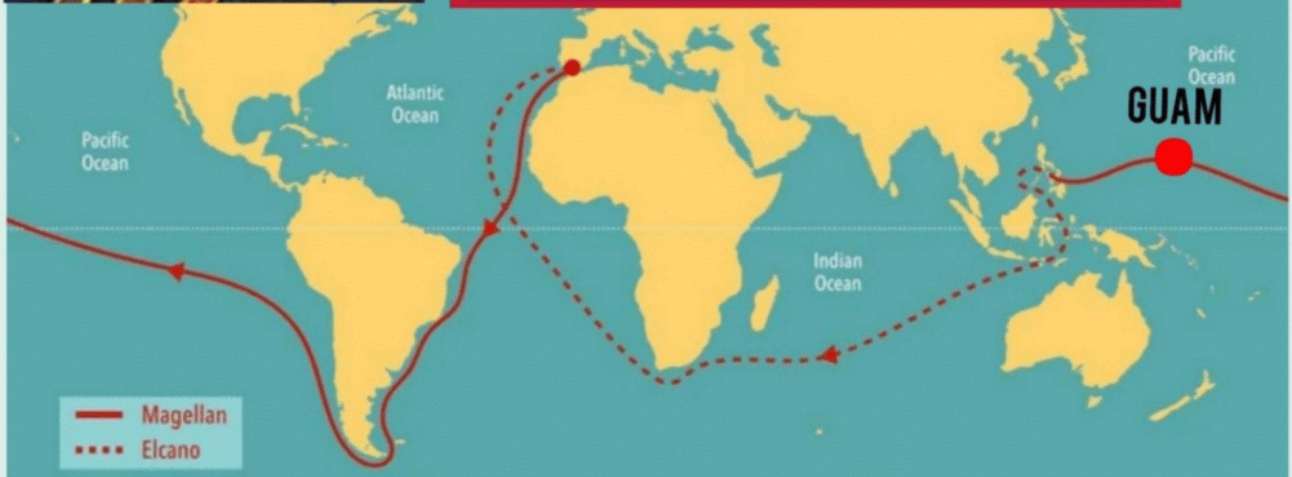 Pacific
Ocean
GUAM
Atlantic
Ocean
Pacific
Ocean
Indian
Ocean
Magellan
Elcano